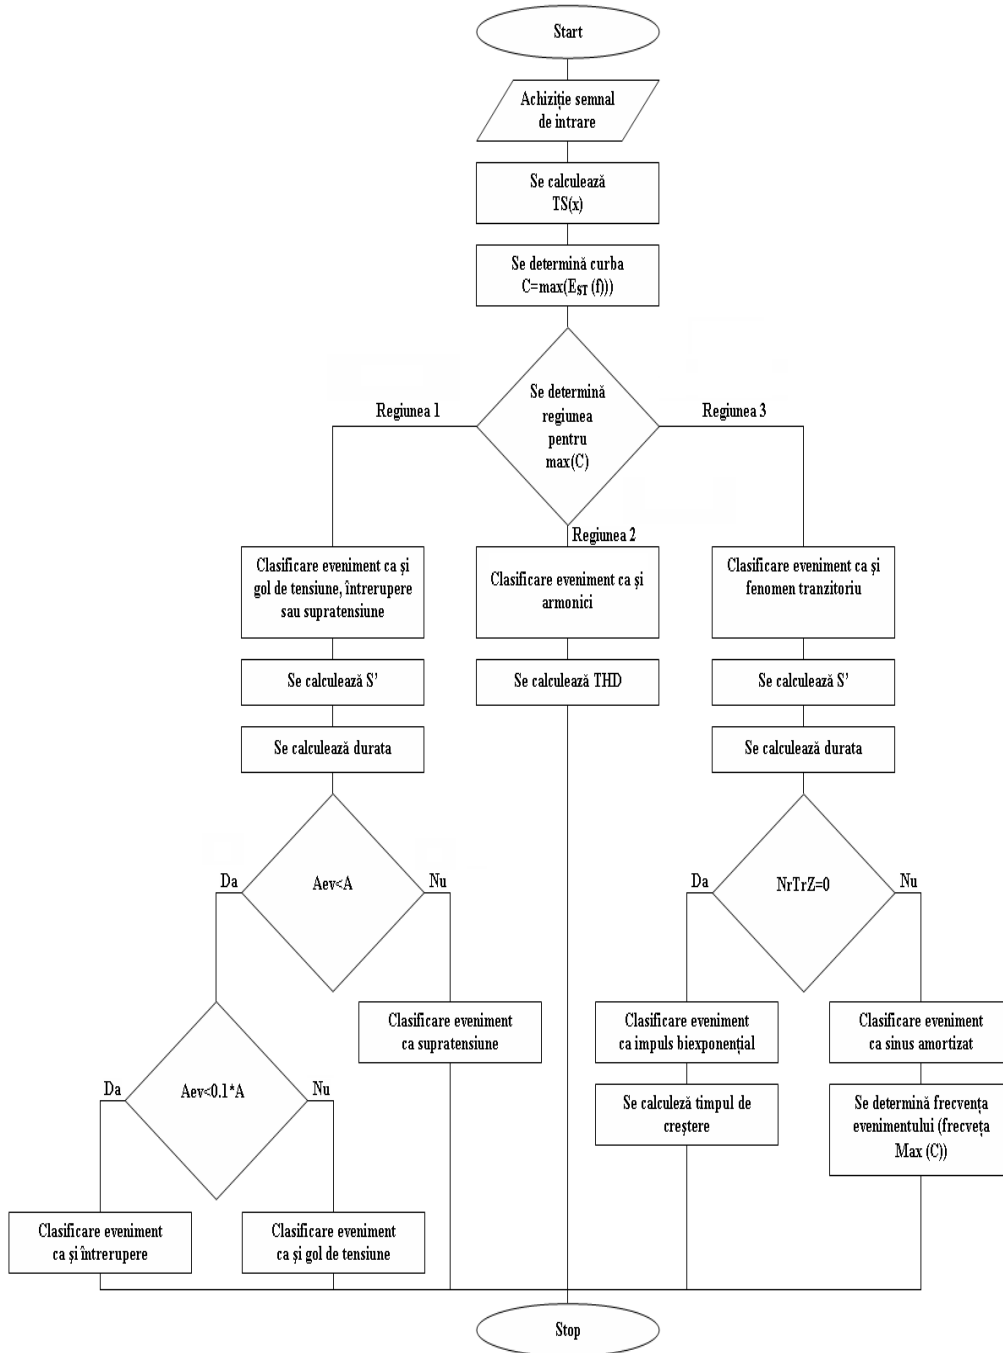 Start
Achiziție semnal
de intrare
Se calculează
TS(x)
Se determină curba
C=max(E_ST (f)))
Se determină
regiunea
pentru
max(C)
Regiunea 1
Regiunea 3
Regiunea 2
Clasificare eveniment ca și
gol de tensiune, întrerupere
sau supratensiune
Clasificare eveniment ca și
armonici
Clasificare eveniment ca și
fenomen tranzitoriu
Se calculează S'
Se calculează THD
Se calculează S'
Se calculează durata
Se calculează durata
Da
Aev<A
Nu
Da
NrTrZ=0
Nu
Clasificare eveniment
ca supratensiune
Clasificare eveniment
ca impuls biexponențial
Clasificare eveniment
ca sinus amortizat
Da
Aev<0.1*A
Nu
Se calculeză timpul de
creștere
Se determină frecvența
evenimentului (frecveța
Max (C))
Clasificare eveniment
ca și întrerupere
Clasificare eveniment
ca și gol de tensiune
Stop